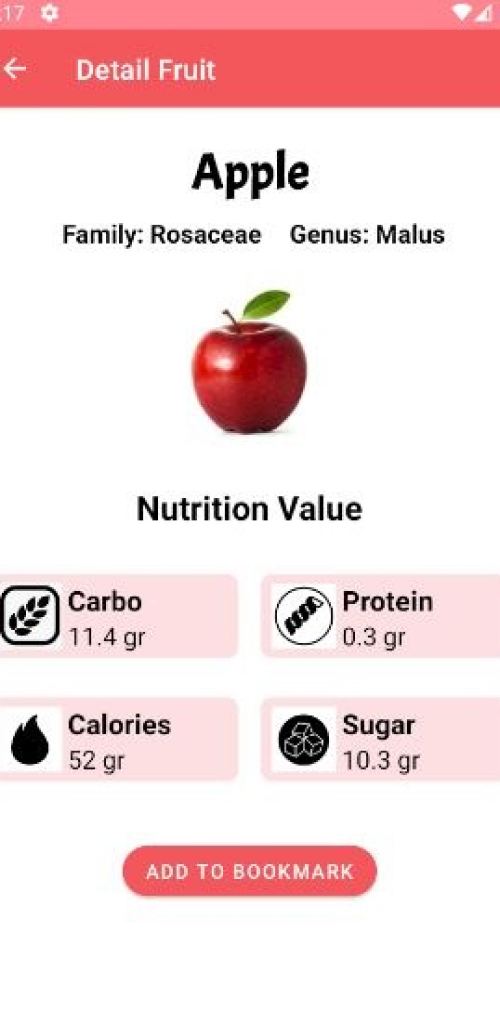 :17
Detail Fruit
Apple
Family: Rosaceae Genus: Malus
Nutrition Value
Carbo
11.4 gr
Protein
0.3 gr
Calories
52 gr
Sugar
10.3 gr
ADD TO BOOKMARK